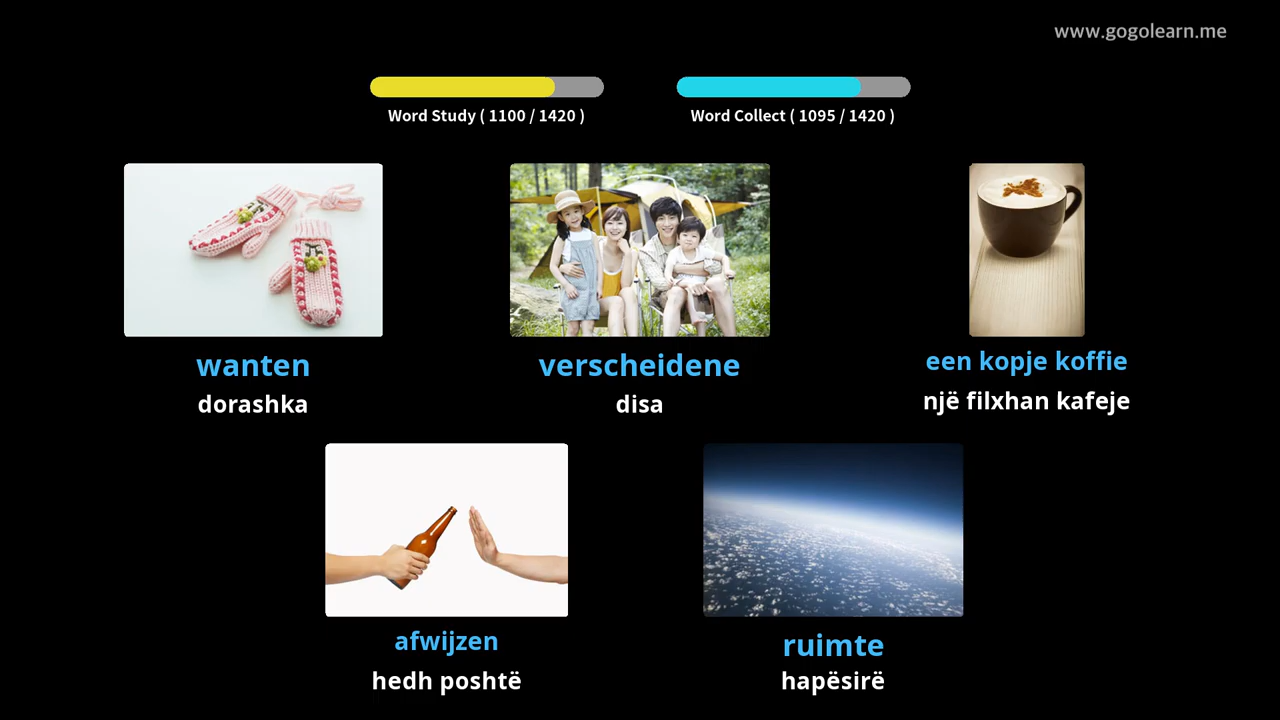 www.gogolearn.me
Word Study ( 1100 / 1420 )
Word Collect ( 1095 / 1420 )
wanten
dorashka
verscheidene
disa
een kopje koffie
një filxhan kafeje
afwijzen
hedh poshtë
ruimte
hapësirë